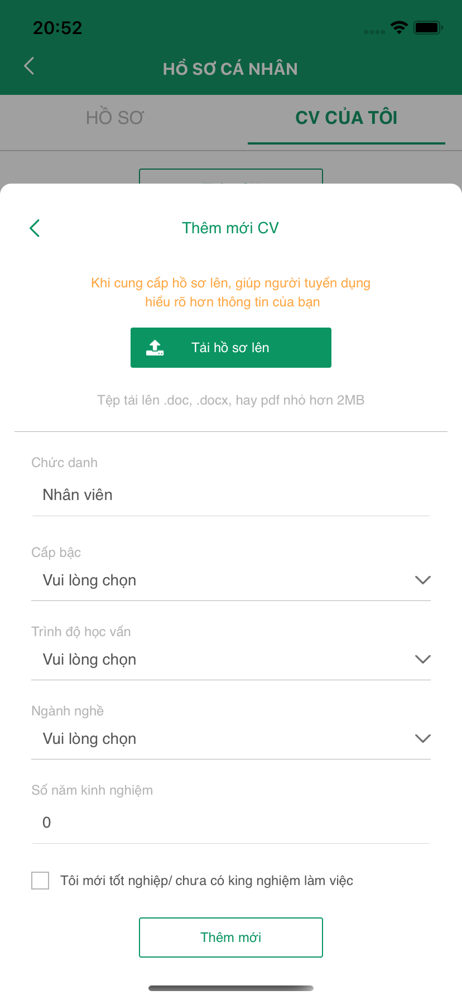 20:52
HỒ SƠ CÁ NHÂN
HỒ SƠ
CV CỦA TÔI
Thêm mới CV
Khi cung cấp hồ sơ lên, giúp người tuyển dụng
hiểu rõ hơn thông tin của bạn
Tải hồ sơ lên
Tệp tải lên .doc, .docx, hay pdf nhỏ hơn 2MB
Chức danh
Nhân viên
Cấp bậc
Vui lòng chọn
Trình độ học vấn
Vui lòng chọn
Ngành nghề
Vui lòng chọn
Số năm kinh nghiệm
0
Tôi mới tốt nghiệp/ chưa có king nghiệm làm việc
Thêm mới